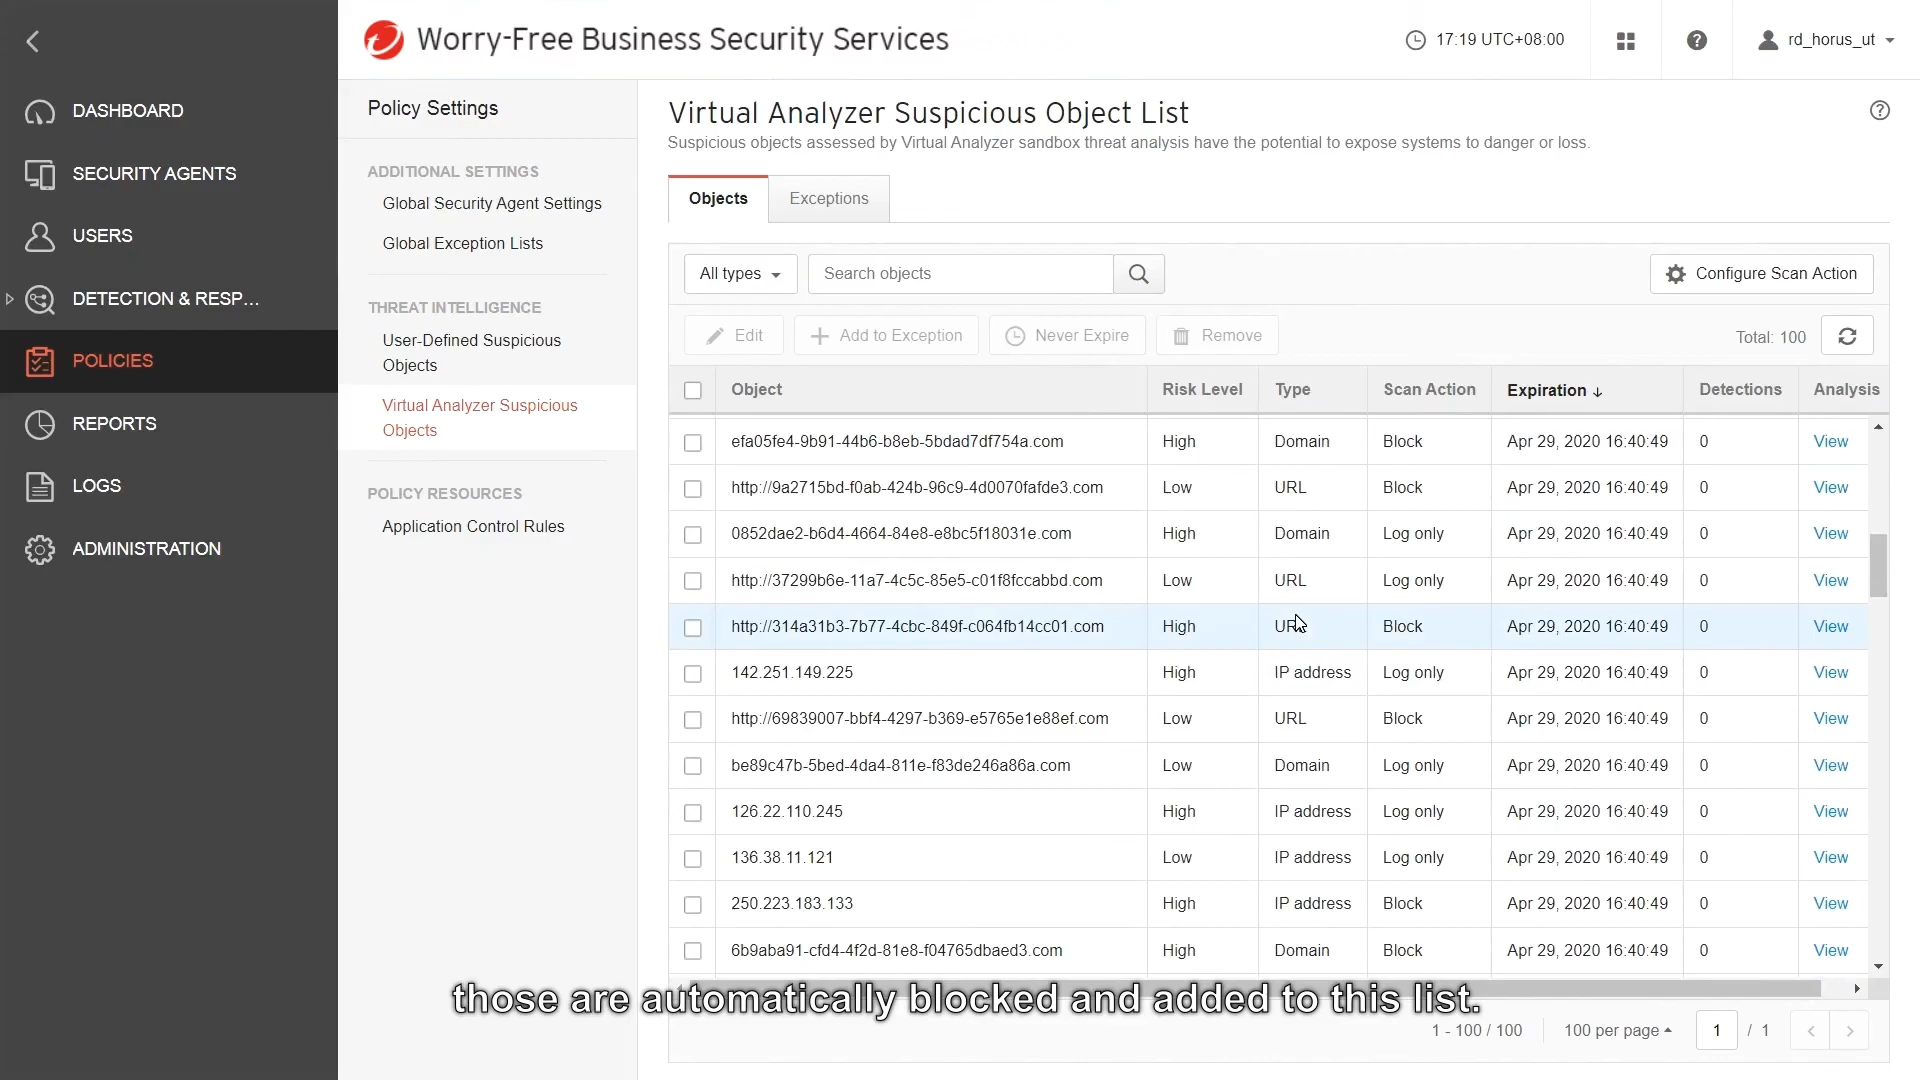 Worry-Free Business Security Services
17:19 UTC+08:00
rd_horus_ut
DASHBOARD
SECURITY AGENTS
USERS
DETECTION & RESP...
POLICIES
REPORTS
LOGS
ADMINISTRATION
Policy Settings
ADDITIONAL SETTINGS
Global Security Agent Settings
Global Exception Lists
THREAT INTELLIGENCE
User-Defined Suspicious
Objects
Virtual Analyzer Suspicious
Objects
POLICY RESOURCES
Application Control Rules
Virtual Analyzer Suspicious Object List
Suspicious objects assessed by Virtual Analyzer sandbox threat analysis have the potential to expose systems to danger or loss.
Objects Exceptions
All types Search objects Configure Scan Action
Edit Add to Exception Never Expire Remove Total: 100
Object Risk Level Type Scan Action Expiration ↓ Detections Analysis
efa05fe4-9b91-44b6-b8eb-5bdad7df754a.com High Domain Block Apr 29, 2020 16:40:49 0 View
http://9a2715bd-f0ab-424b-96c9-4d0070fafde3.com Low URL Block Apr 29, 2020 16:40:49 0 View
0852dae2-b6d4-4664-84e8-e8bc5f18031e.com High Domain Log only Apr 29, 2020 16:40:49 0 View
http://37299b6e-11a7-4c5c-85e5-c01f8fccabbd.com Low URL Log only Apr 29, 2020 16:40:49 0 View
http://314a31b3-7b77-4cbc-849f-c064fb14cc01.com High URL Block Apr 29, 2020 16:40:49 0 View
142.251.149.225 High IP address Log only Apr 29, 2020 16:40:49 0 View
http://69839007-bbf4-4297-b369-e5765e1e88ef.com Low URL Block Apr 29, 2020 16:40:49 0 View
be89c47b-5bed-4da4-811e-f83de246a86a.com Low Domain Log only Apr 29, 2020 16:40:49 0 View
126.22.110.245 High IP address Log only Apr 29, 2020 16:40:49 0 View
136.38.11.121 Low IP address Log only Apr 29, 2020 16:40:49 0 View
250.223.183.133 High IP address Block Apr 29, 2020 16:40:49 0 View
6b9aba91-cfd4-4f2d-81e8-f04765dbaed3.com High Domain Block Apr 29, 2020 16:40:49 0 View
those are automatically blocked and added to this list.
1 - 100 / 100 100 per page 1 / 1